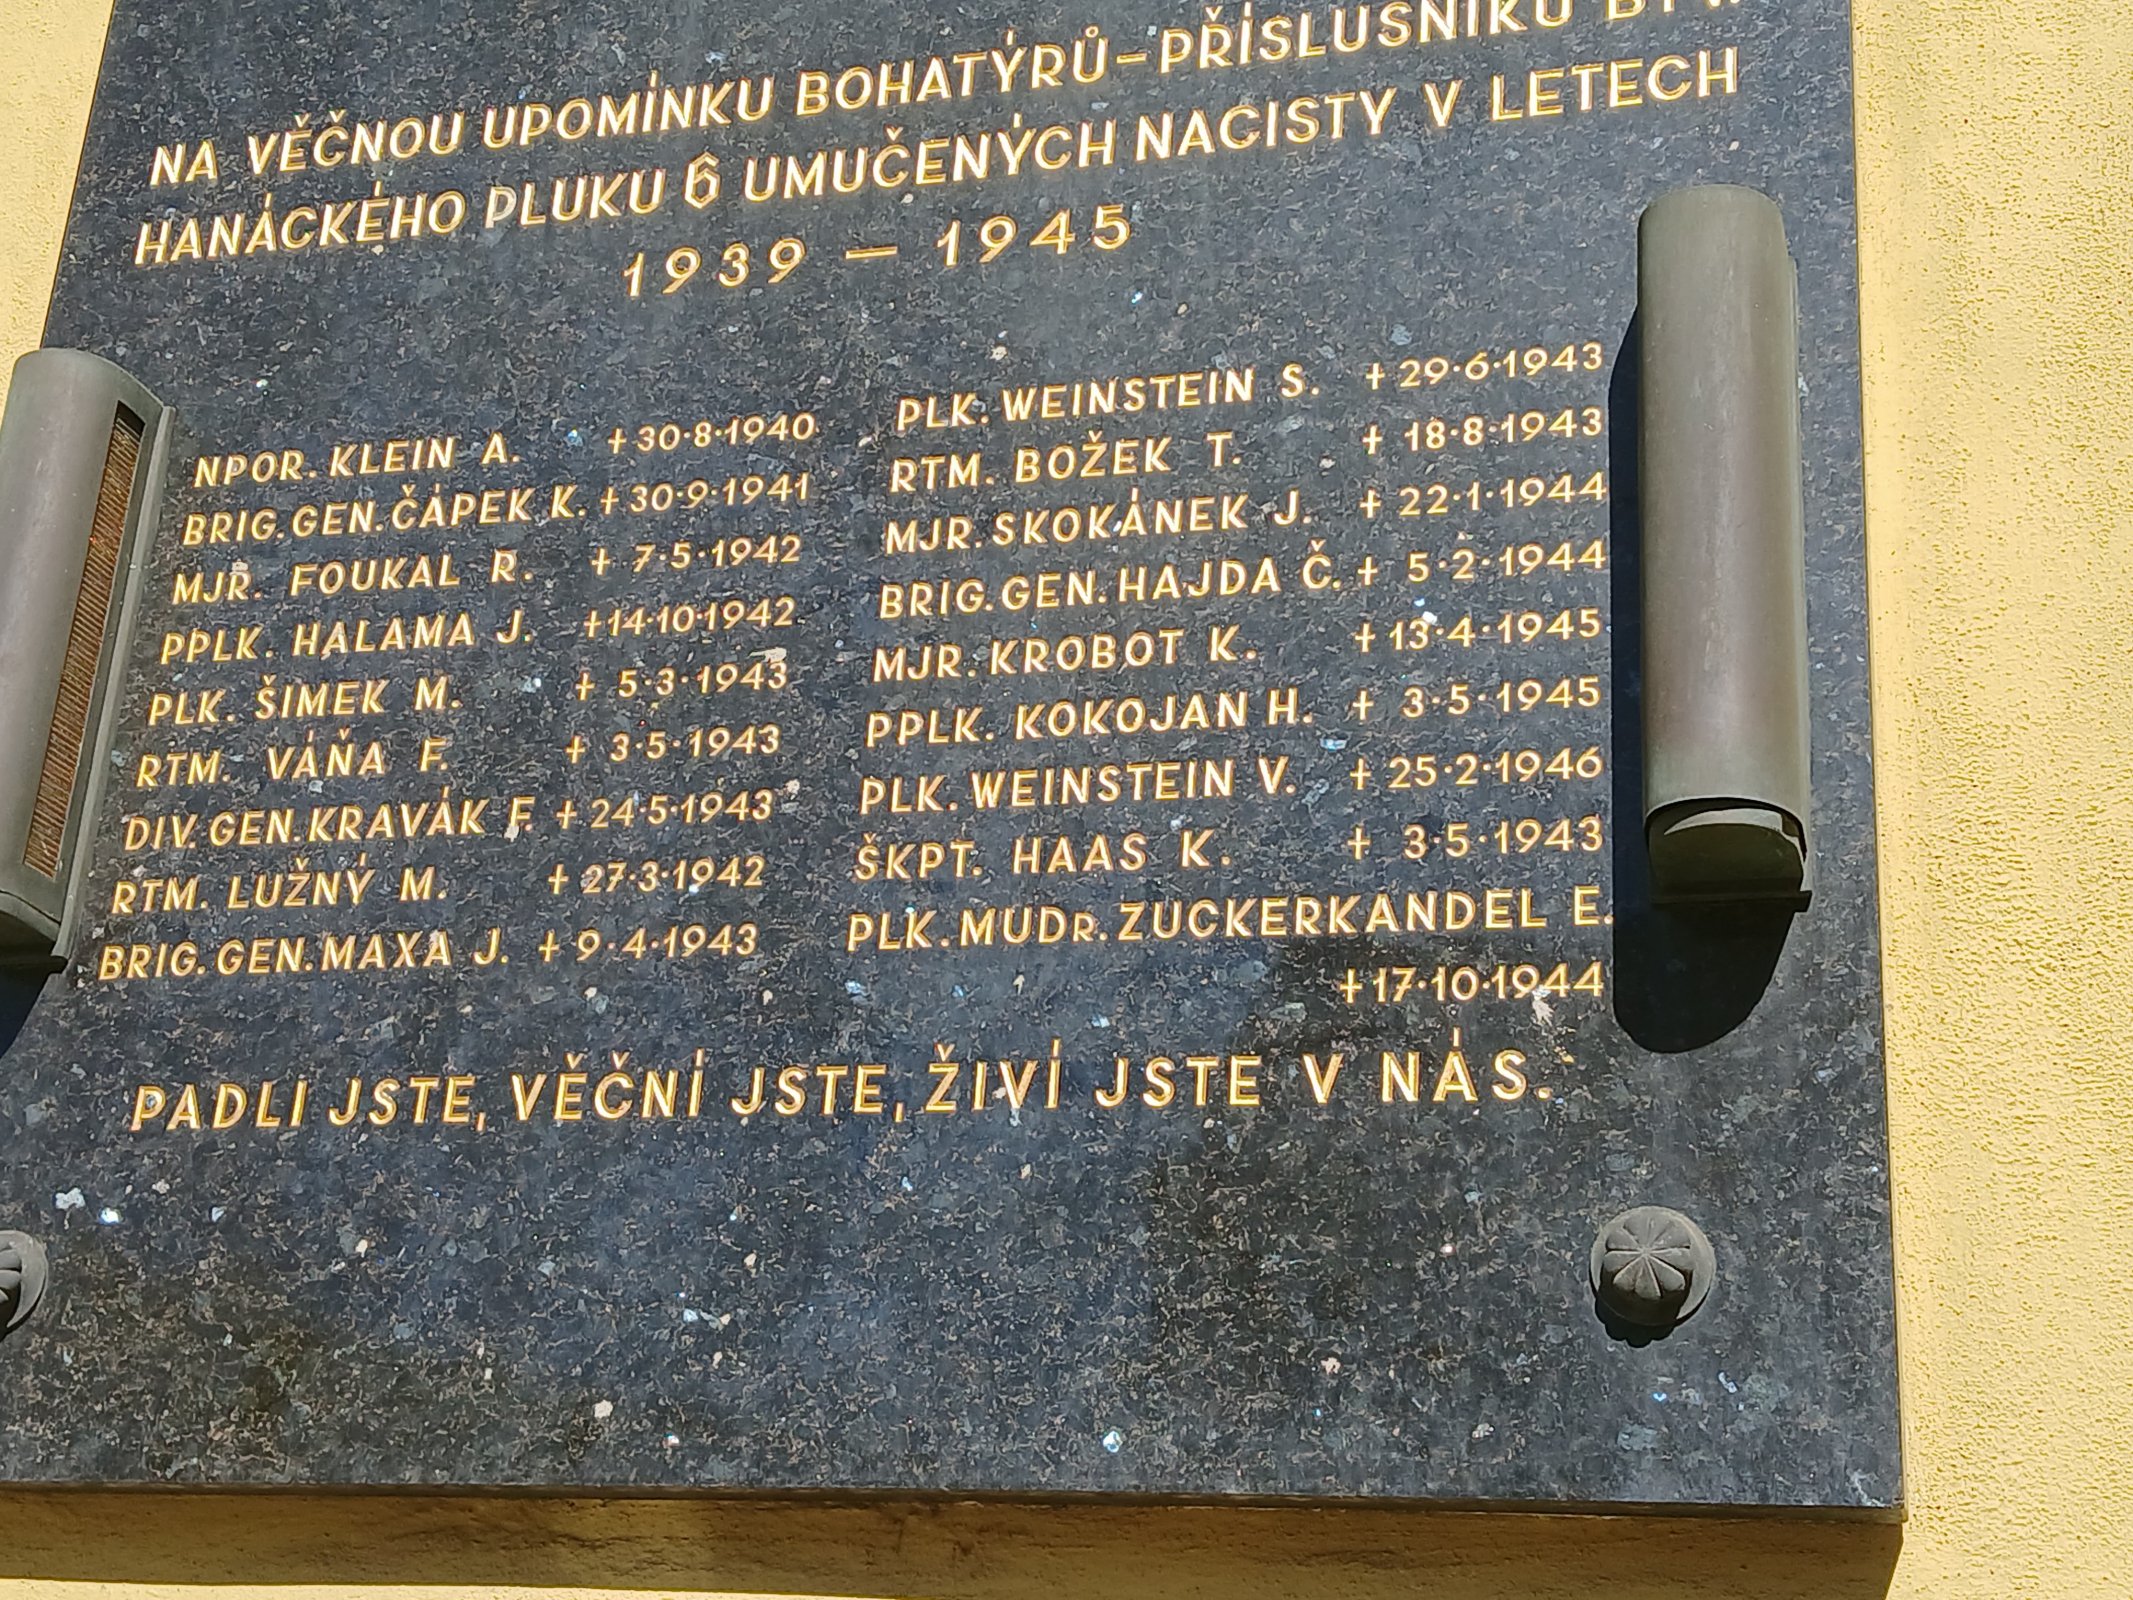 NA VĚČNOU UPOMÍNKU BOHATÝRŮ-PŘÍSLUSNÍKŮ
HANÁCKÉHO PLUKU 6 UMUČENÝCH NACISTY V LETECH
1939 — 1945
NPOR. KLEIN A. +30·8·1940
BRIG.GEN.ČÁPEK K. +30·9·1941
MJR. FOUKAL R. + 7·5·1942
PPLK. HALAMA J. +14·10·1942
PLK. ŠIMEK M. + 5·3·1943
RTM. VÁŇA F. + 3·5·1943
DIV.GEN.KRAVÁK F. + 24·5·1943
RTM. LUŽNÝ M. + 27·3·1942
BRIG.GEN.MAXA J. + 9·4·1943
PLK. WEINSTEIN S. + 29·6·1943
RTM. BOŽEK T. + 18·8·1943
MJR.SKOKÁNEK J. + 22·1·1944
BRIG.GEN.HAJDA Č. + 5·2·1944
MJR. KROBOT K. + 13·4·1945
PPLK. KOKOJAN H. + 3·5·1945
PLK. WEINSTEIN V. + 25·2·1946
ŠKPT. HAAS K. + 3·5·1943
PLK.MUDR.ZUCKERKANDEL E.
+17·10·1944
PADLI JSTE, VĚČNÍ JSTE, ŽIVÍ JSTE V NÁS.